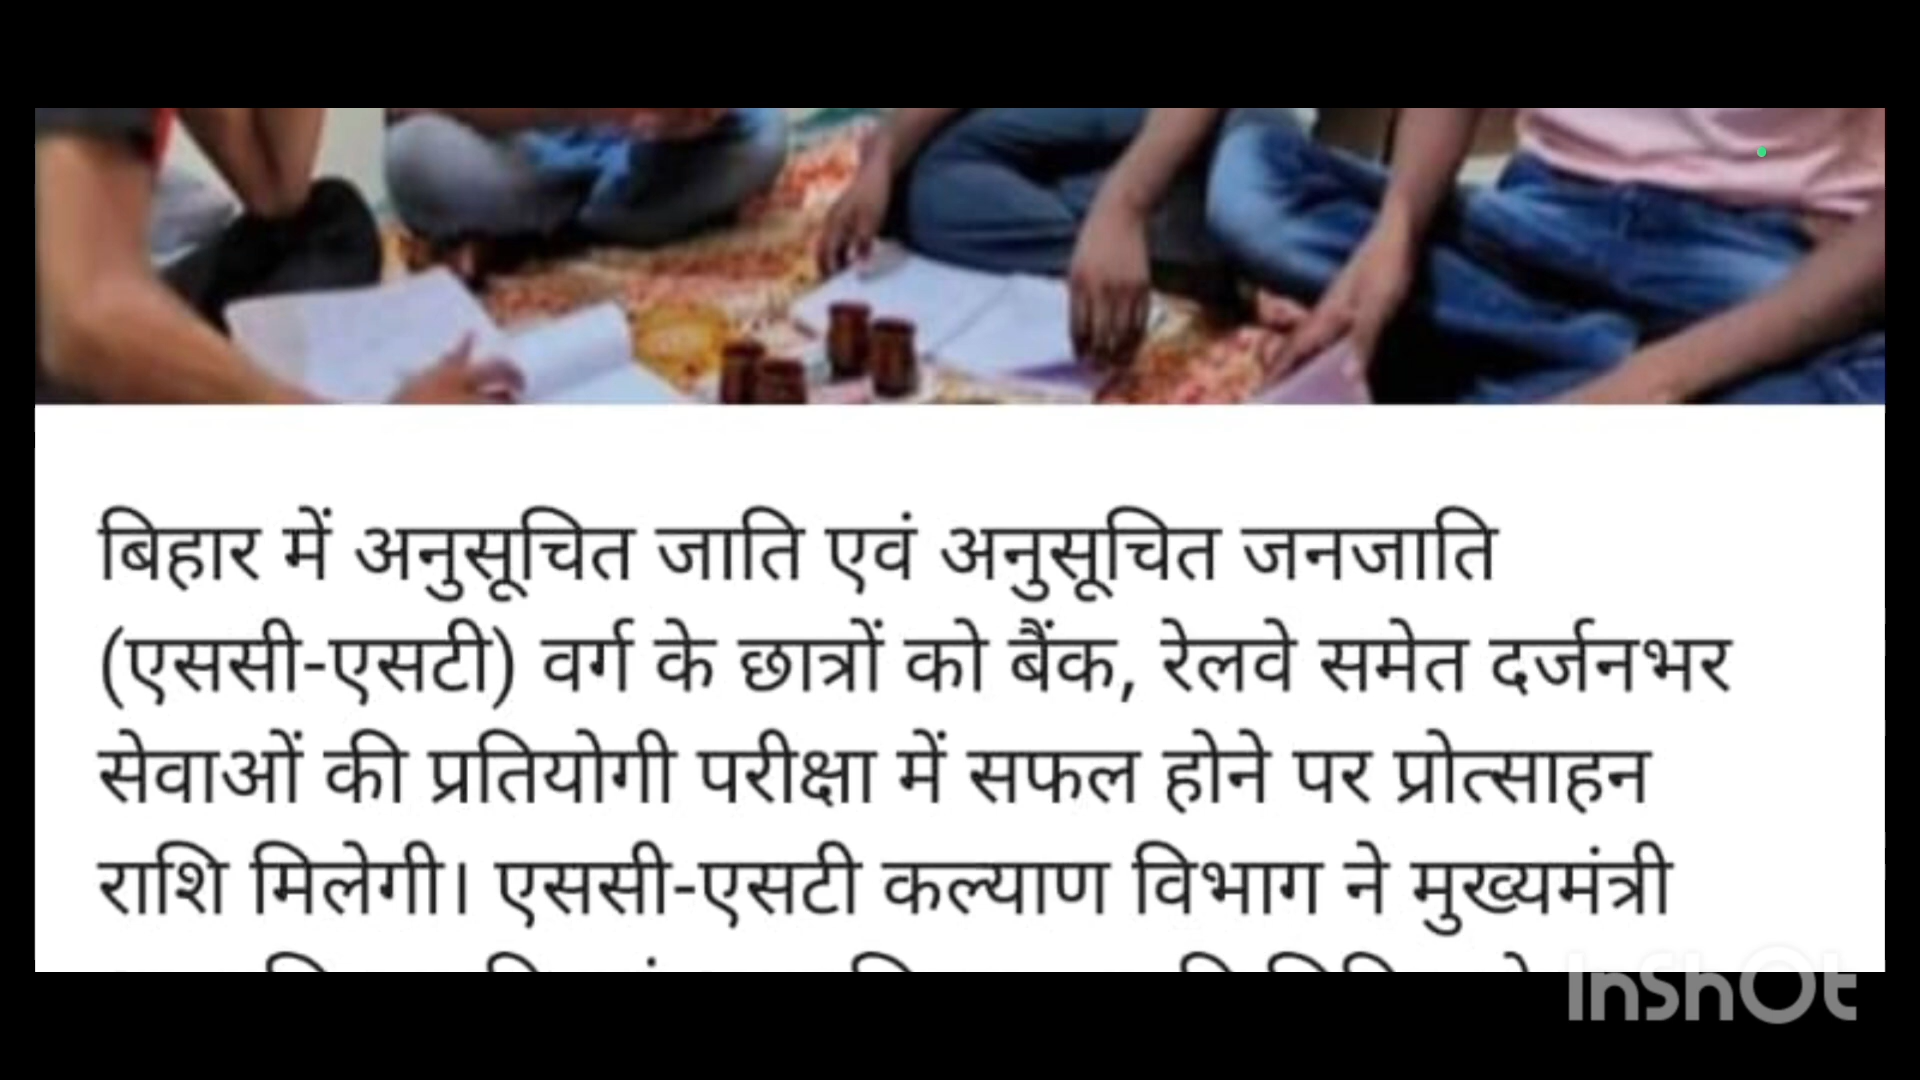 बिहार में अनुसूचित जाति एवं अनुसूचित जनजाति
(एससी-एसटी) वर्ग के छात्रों को बैंक, रेलवे समेत दर्जनभर
सेवाओं की प्रतियोगी परीक्षा में सफल होने पर प्रोत्साहन
राशि मिलेगी। एससी-एसटी कल्याण विभाग ने मुख्यमंत्री
InShOt